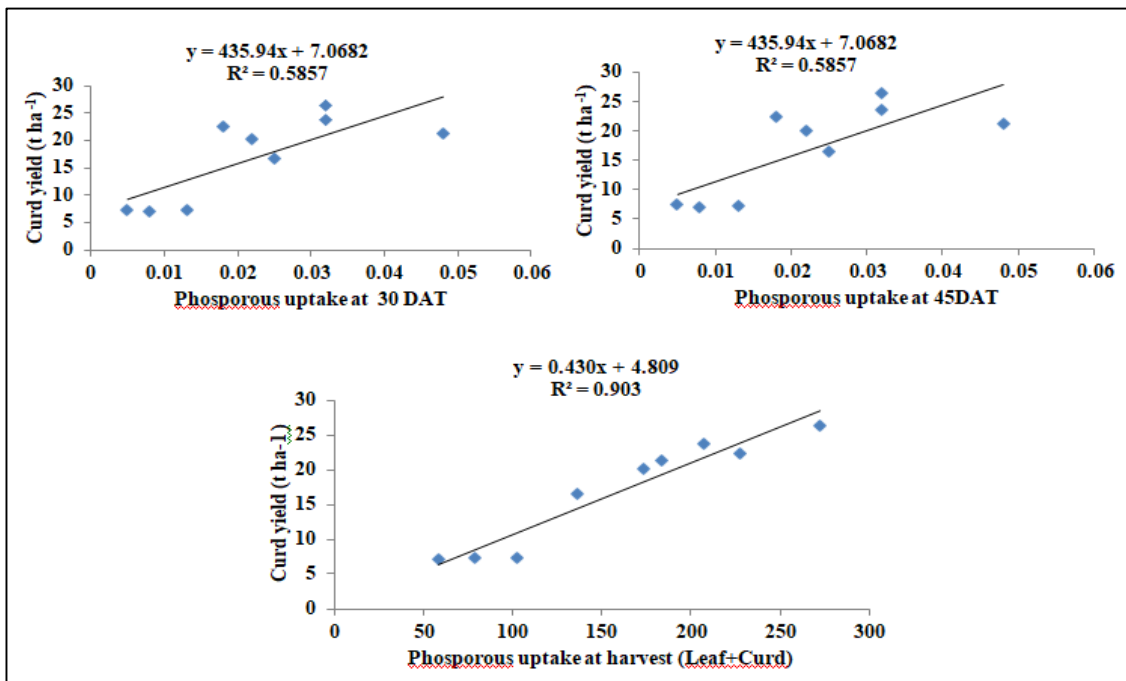 y = 435.94x + 7.0682
R² = 0.5857
Curd yield (t ha⁻¹)
30
25
20
15
10
5
0
0 0.01 0.02 0.03 0.04 0.05 0.06
Phosporous uptake at 30 DAT
y = 435.94x + 7.0682
R² = 0.5857
Curd yield (t ha⁻¹)
30
25
20
15
10
5
0
0 0.01 0.02 0.03 0.04 0.05 0.06
Phosporous uptake at 45DAT
y = 0.430x + 4.809
R² = 0.903
Curd yield (t ha-1)
30
25
20
15
10
5
0
0 50 100 150 200 250 300
Phosporous uptake at harvest (Leaf+Curd)